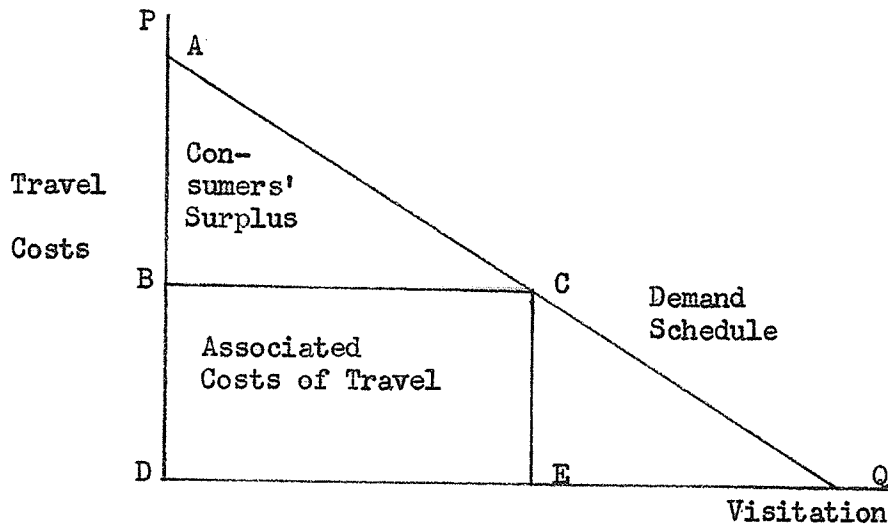 P
A
Con-
sumers'
Surplus
Travel
Costs
B
C
Demand
Schedule
Associated
Costs of Travel
D
E
Q
Visitation